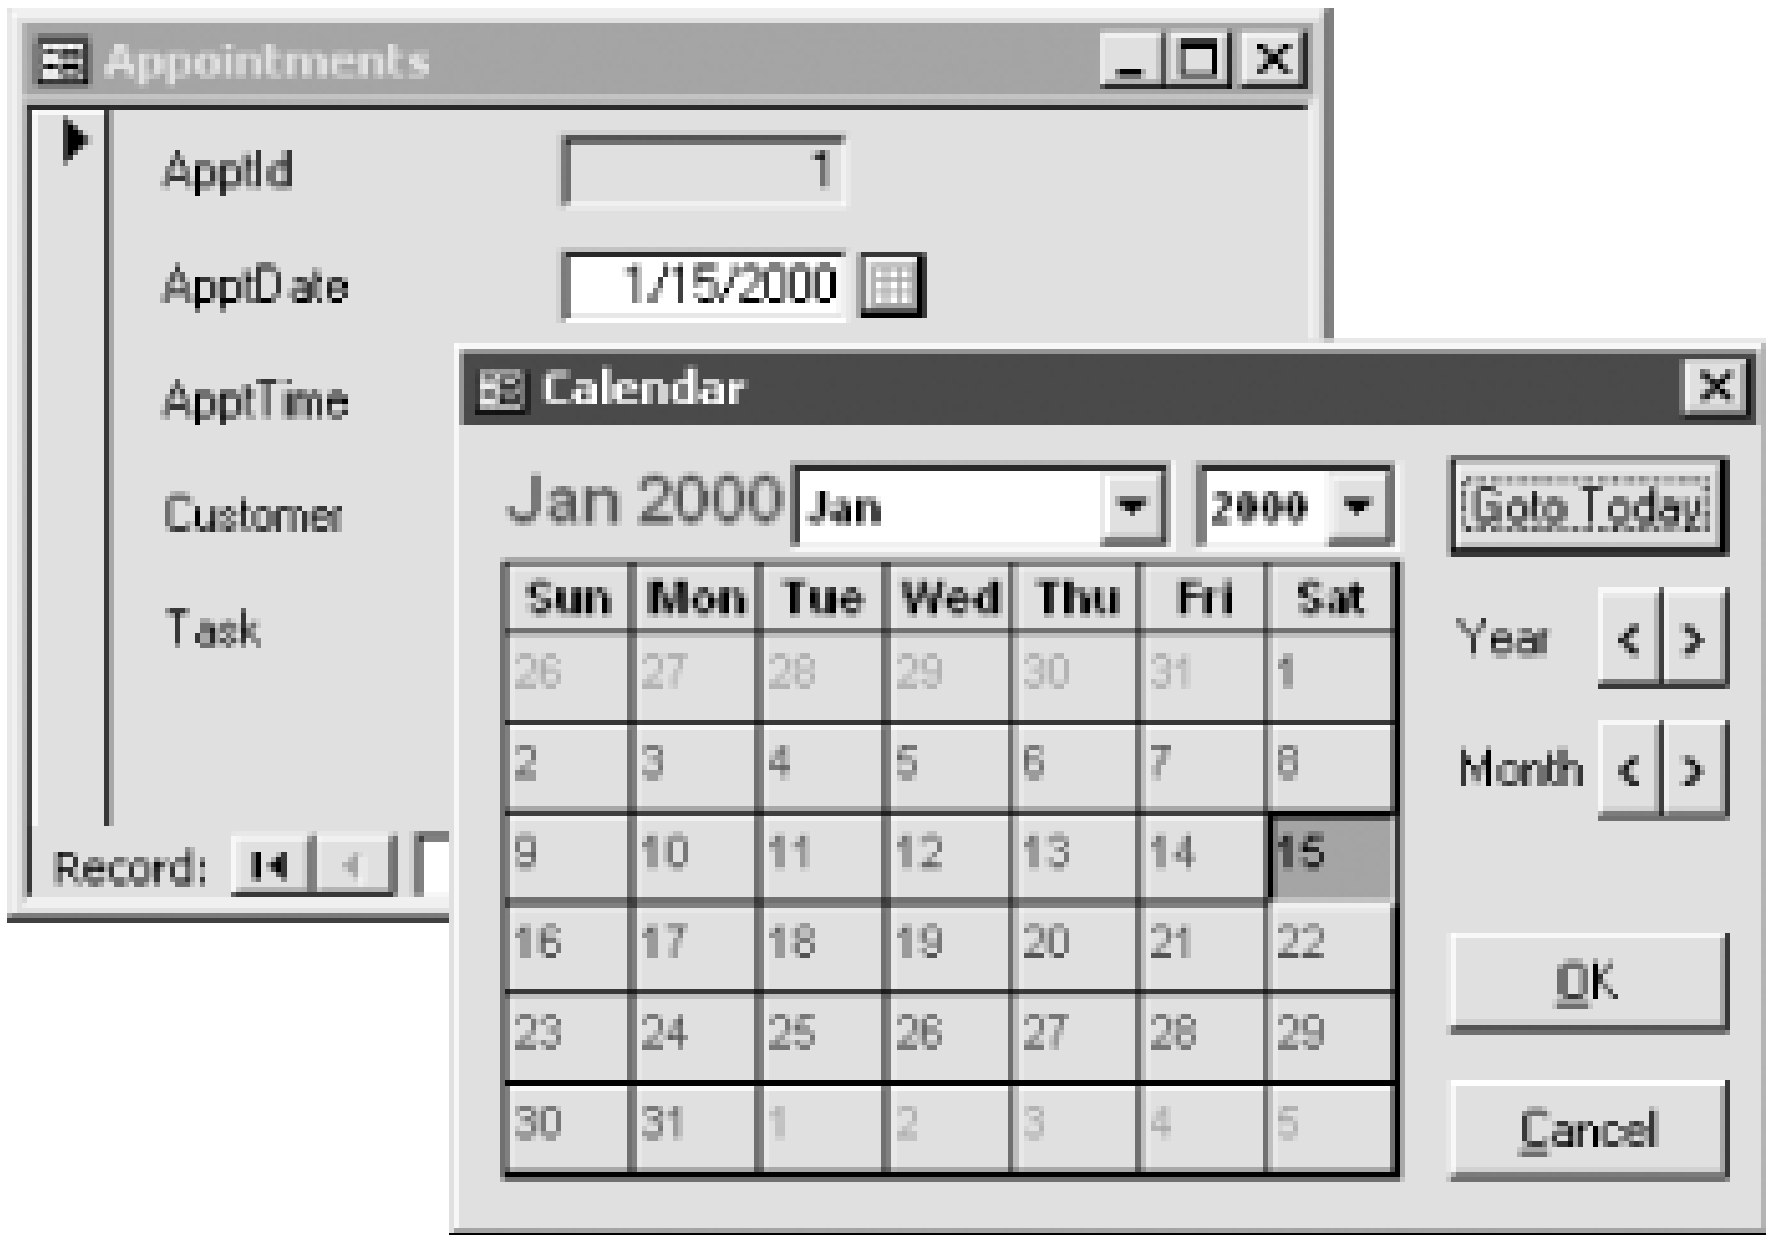 Appointments
ApptId 1
ApptDate 1/15/2000
ApptTime
Customer
Task
Record:
Calendar
Jan 2000 Jan 2000 Goto Today
Sun Mon Tue Wed Thu Fri Sat
26 27 28 29 30 31 1
2 3 4 5 6 7 8
9 10 11 12 13 14 15
16 17 18 19 20 21 22
23 24 25 26 27 28 29
30 31 1 2 3 4 5
Year < >
Month < >
OK
Cancel